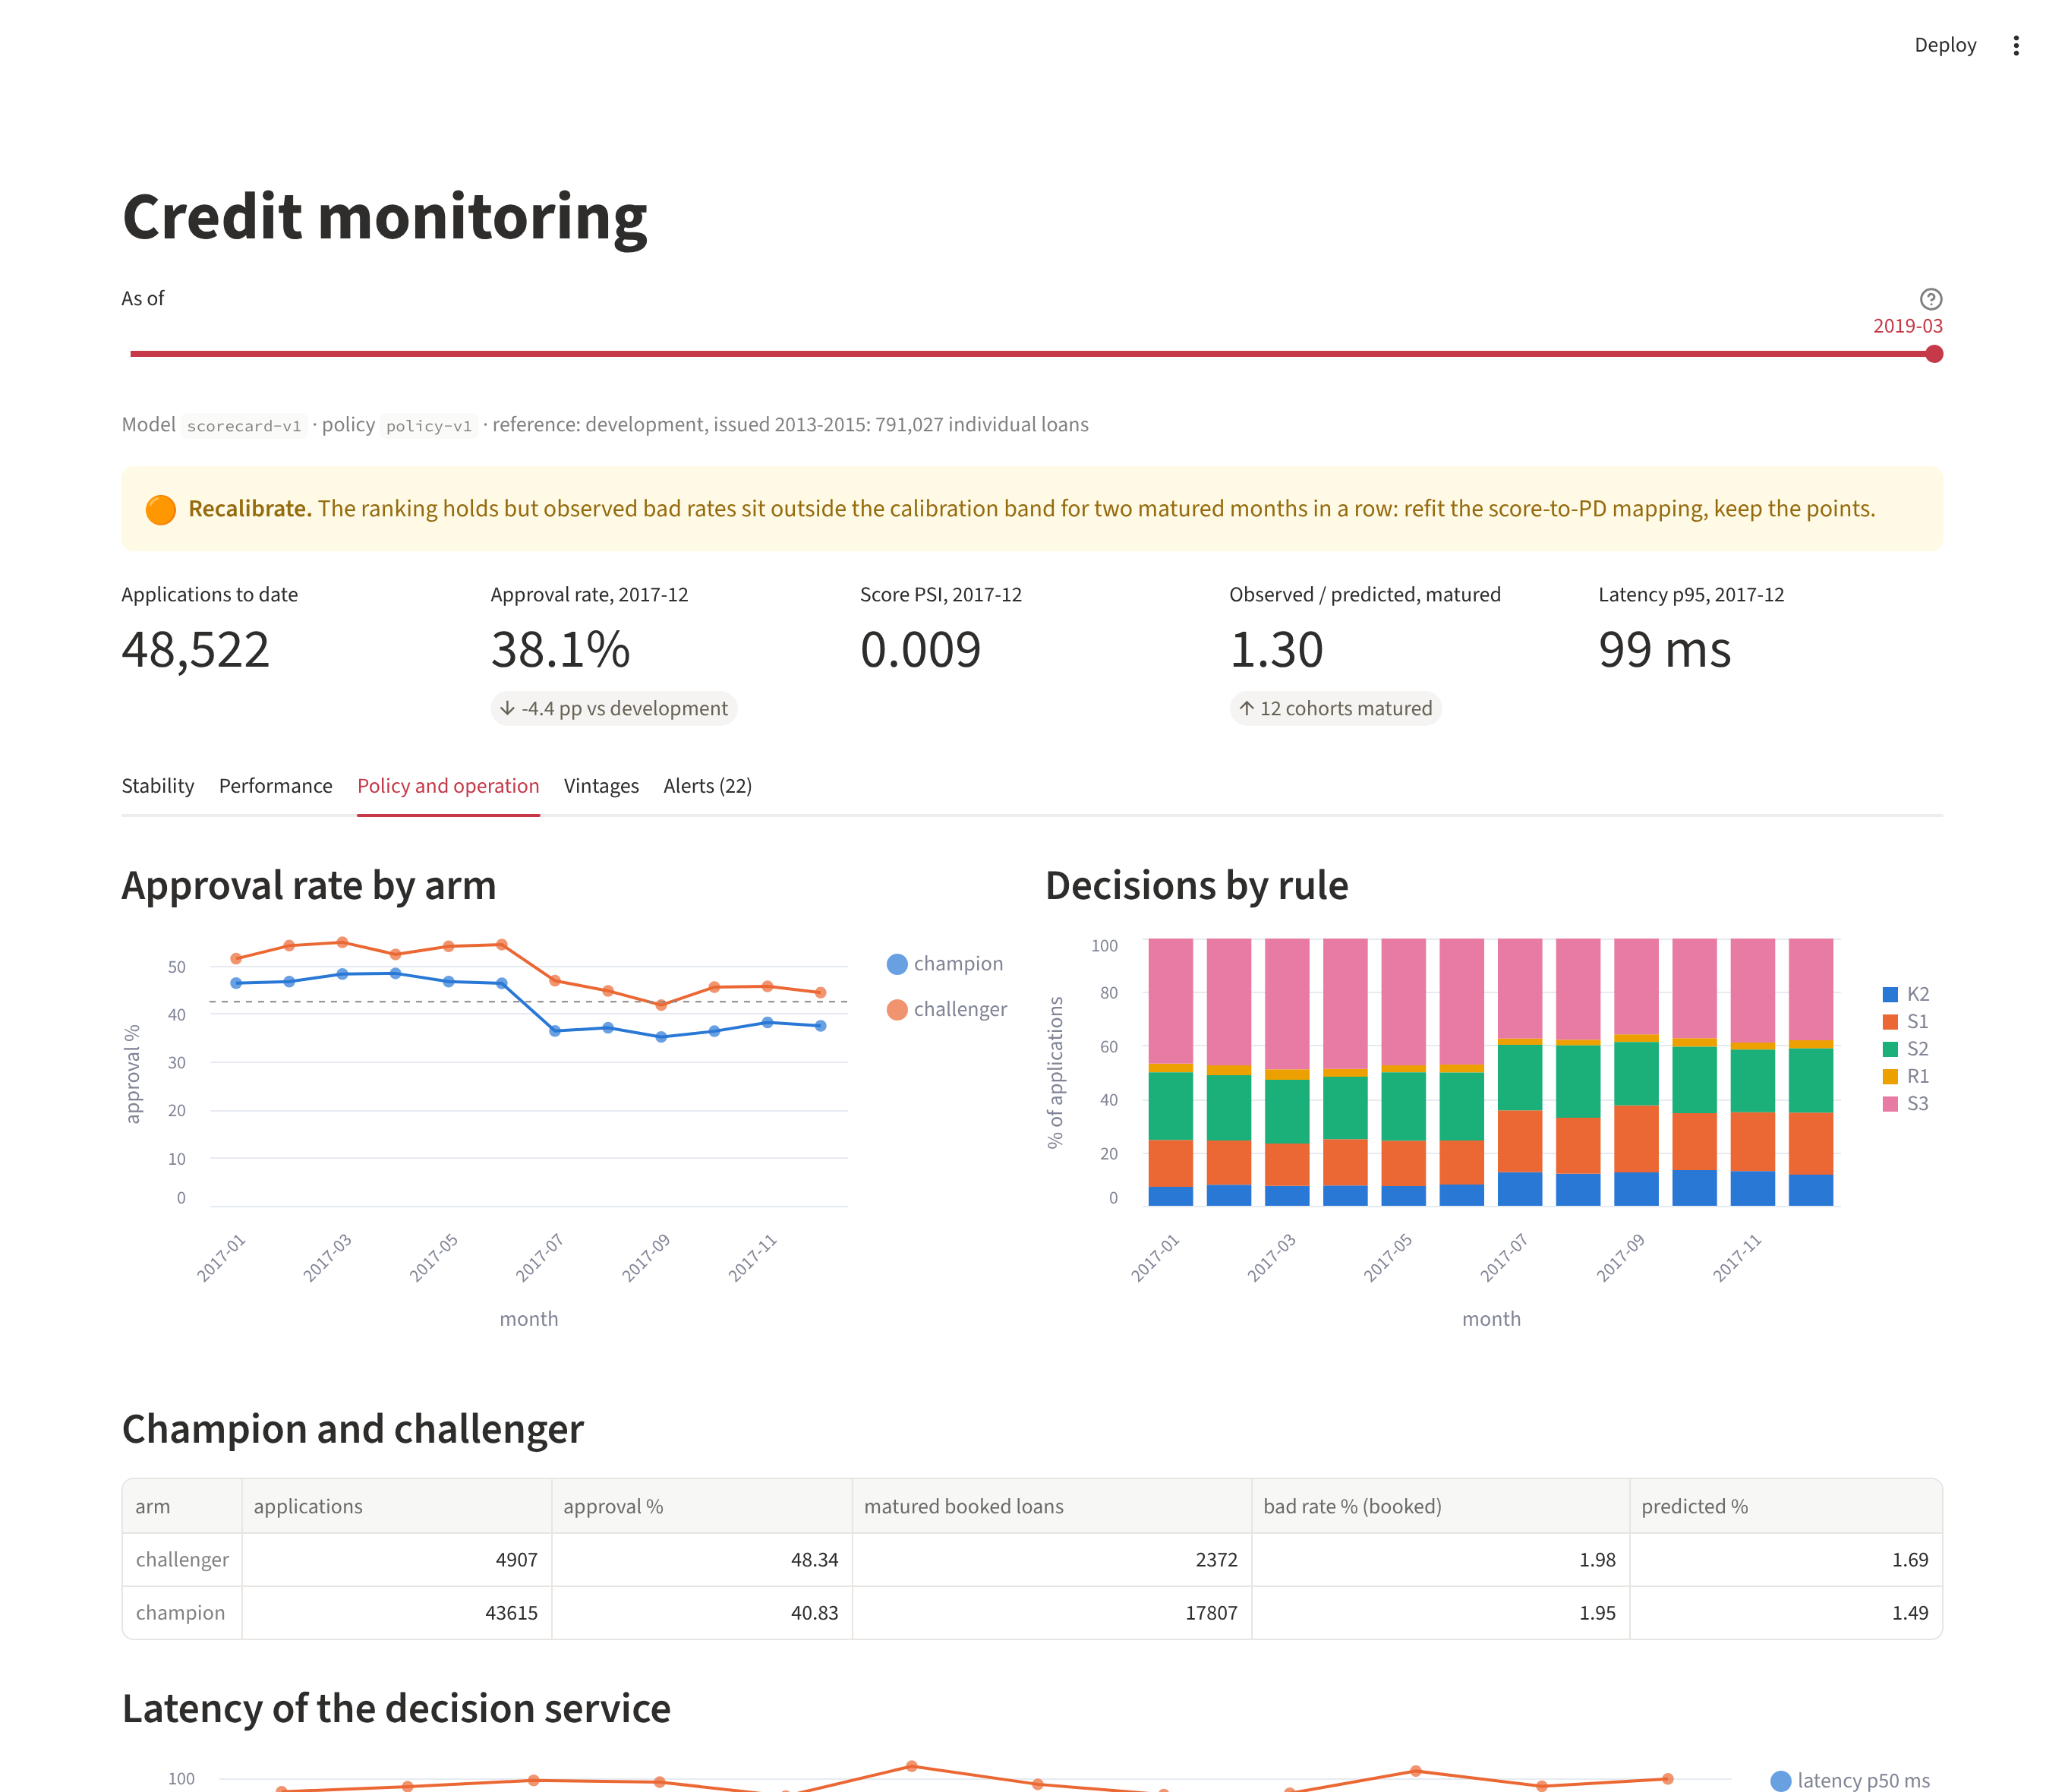 Deploy
Credit monitoring
As of
2019-03
Model scorecard-v1 · policy policy-v1 · reference: development, issued 2013-2015: 791,027 individual loans
Recalibrate. The ranking holds but observed bad rates sit outside the calibration band for two matured months in a row: refit the score-to-PD mapping, keep the points.
Applications to date
48,522
Approval rate, 2017-12
38.1%
-4.4 pp vs development
Score PSI, 2017-12
0.009
Observed / predicted, matured
1.30
12 cohorts matured
Latency p95, 2017-12
99 ms
Stability Performance Policy and operation Vintages Alerts (22)
Approval rate by arm
approval %
50
40
30
20
10
0
2017-01 2017-03 2017-05 2017-07 2017-09 2017-11
month
champion
challenger
Decisions by rule
% of applications
100
80
60
40
20
0
2017-01 2017-03 2017-05 2017-07 2017-09 2017-11
month
K2
S1
S2
R1
S3
Champion and challenger
arm applications approval % matured booked loans bad rate % (booked) predicted %
challenger 4907 48.34 2372 1.98 1.69
champion 43615 40.83 17807 1.95 1.49
Latency of the decision service
100
latency p50 ms